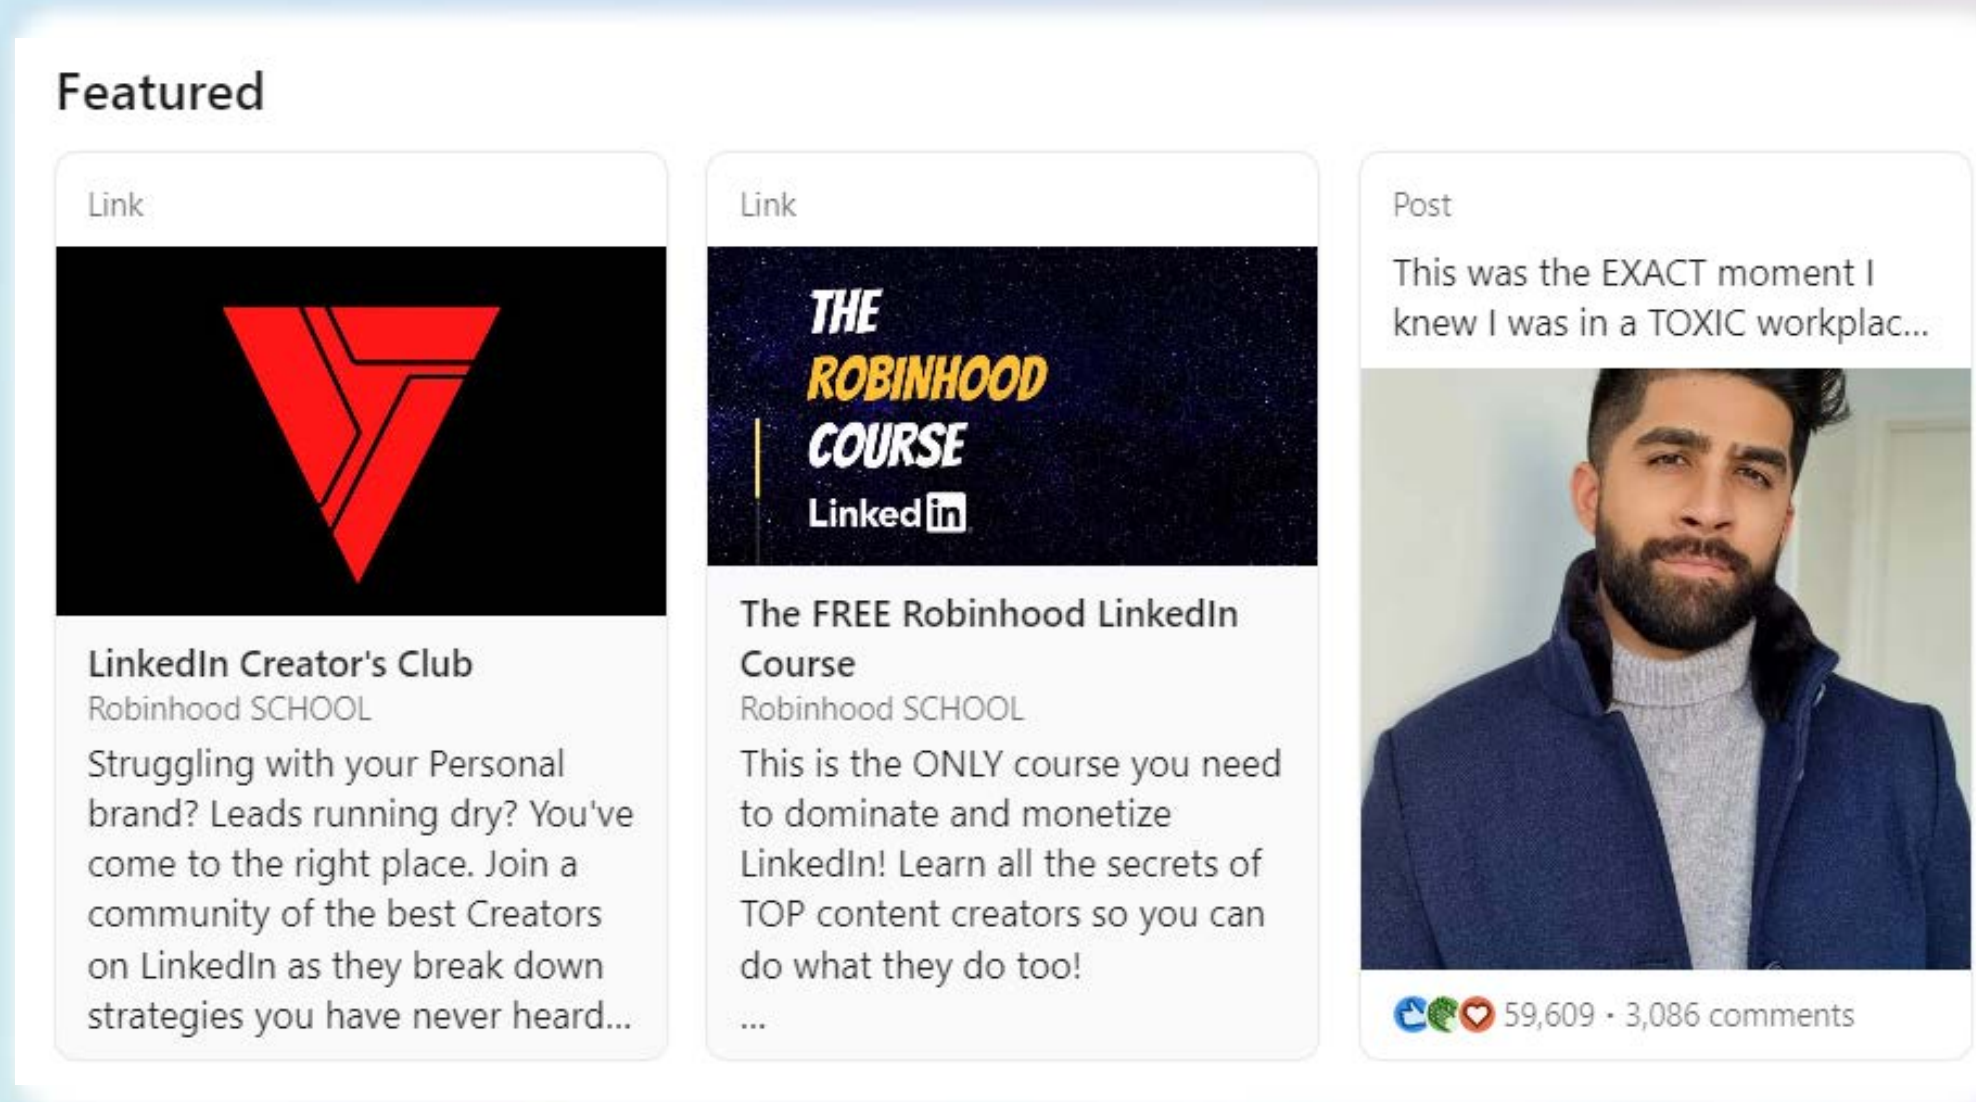 Featured
Link
LinkedIn Creator's Club
Robinhood SCHOOL
Struggling with your Personal
brand? Leads running dry? You've
come to the right place. Join a
community of the best Creators
on LinkedIn as they break down
strategies you have never heard...
Link
THE
ROBINHOOD
COURSE
Linked in
The FREE Robinhood LinkedIn
Course
Robinhood SCHOOL
This is the ONLY course you need
to dominate and monetize
LinkedIn! Learn all the secrets of
TOP content creators so you can
do what they do too!
...
Post
This was the EXACT moment I
knew I was in a TOXIC workplac...
59,609 · 3,086 comments